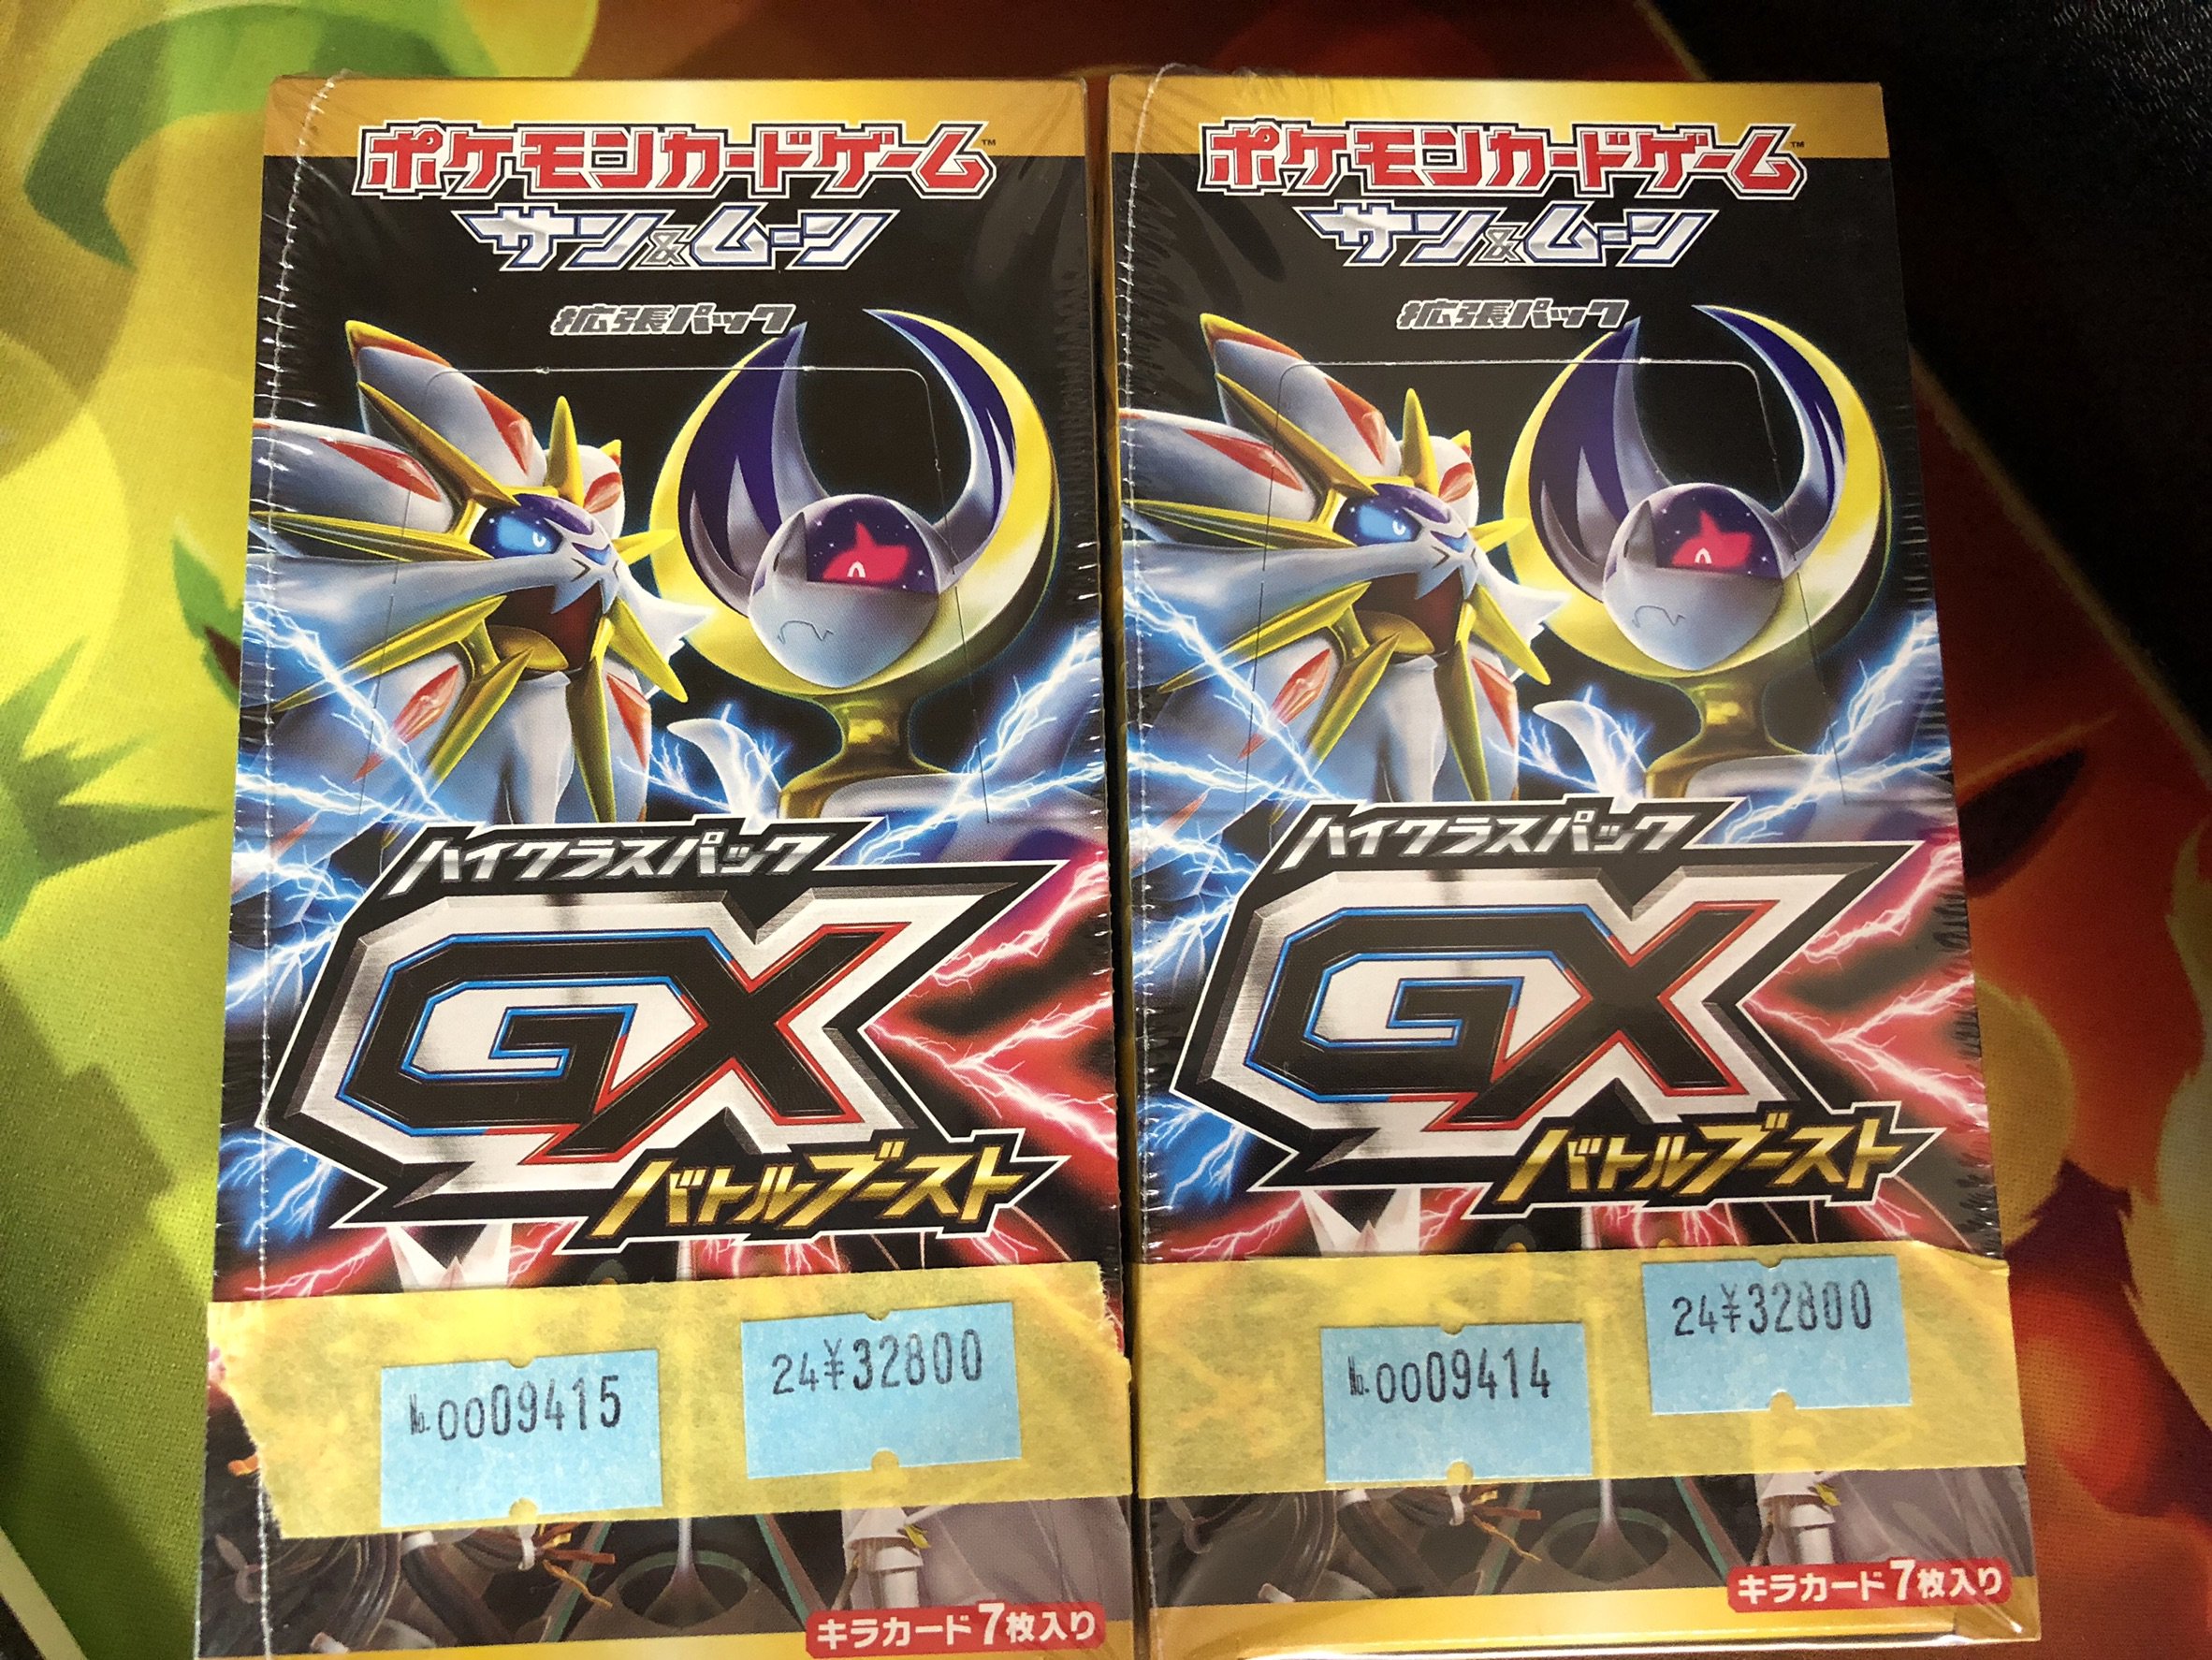 ポケモンカードゲーム™
サン&ムーン
拡張パック
ハイクラスパック
GX
バトルブースト
No.0009415
24¥32800
キラカード7枚入り
ポケモンカードゲーム™
サン&ムーン
拡張パック
ハイクラスパック
GX
バトルブースト
No.0009414
24¥32800
キラカード7枚入り